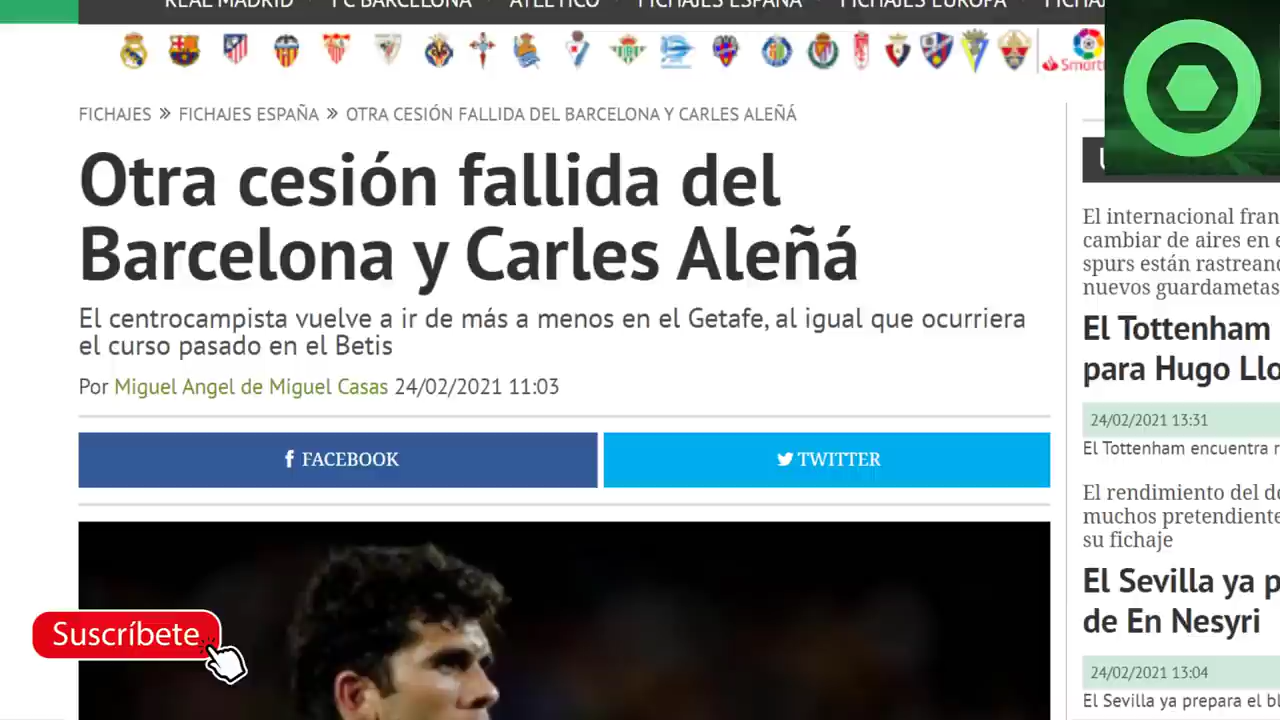 REAL MADRID FC BARCELONA ATLÉTICO FICHAJES ESPAÑA FICHAJES EUROPA
FICHAJES » FICHAJES ESPAÑA » OTRA CESIÓN FALLIDA DEL BARCELONA Y CARLES ALEÑÁ
Otra cesión fallida del
Barcelona y Carles Aleñá
El centrocampista vuelve a ir de más a menos en el Getafe, al igual que ocurriera
el curso pasado en el Betis
Por Miguel Angel de Miguel Casas 24/02/2021 11:03
FACEBOOK
TWITTER
Suscríbete
El internacional
cambiar de aires en
spurs están
nuevos guardametas
El Tottenham
para Hugo
24/02/2021 13:31
El Tottenham encuentra
El rendimiento del
muchos
su fichaje
El Sevilla ya
de En Nesyri
24/02/2021 13:04
El Sevilla ya prepara el